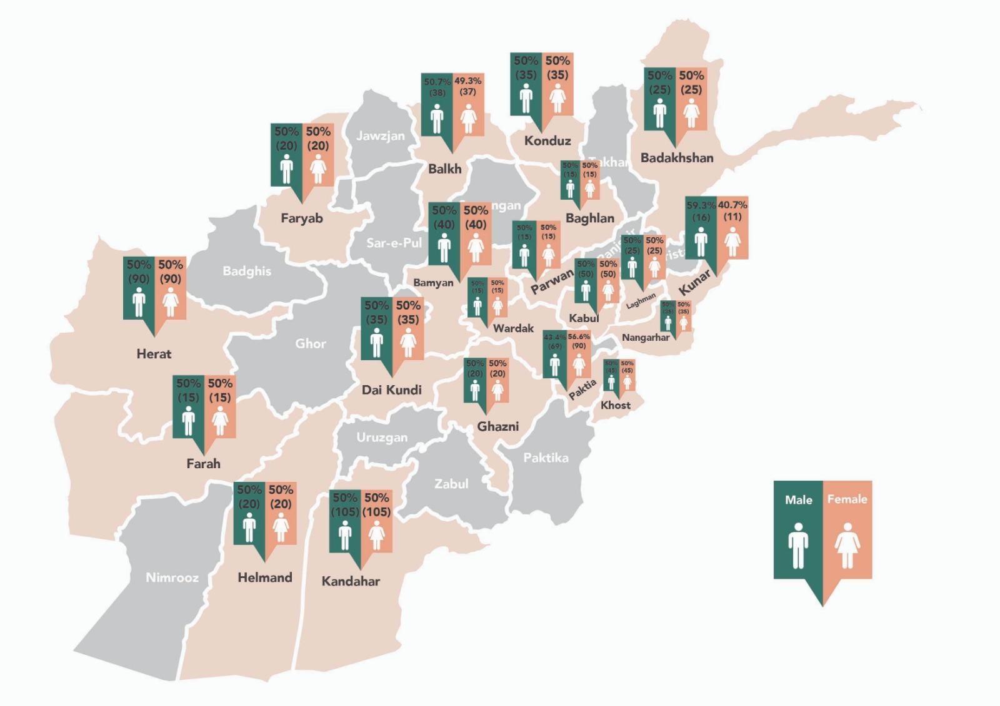 50% 50%
(35) (35)
Konduz
50% 50%
(25) (25)
Badakhshan
50.7% 49.3%
(38) (37)
Balkh
Jawzjan
50% 50%
(20) (20)
Faryab
akhar
50% 50%
(15) (15)
Baghlan
ngan
50% 50%
(40) (40)
Bamyan
59.3% 40.7%
(16) (11)
Kunar
50% 50%
(15) (15)
Parwan
Sar-e-Pul
50% 50%
(25) (25)
Laghman
50% 50%
(90) (90)
Herat
Badghis
50% 50%
(50) (50)
Kabul
50% 50%
(15) (15)
Wardak
50% 50%
(35) (35)
Nangarhar
50% 50%
(35) (35)
Dai Kundi
Ghor
43.4% 56.6%
(69) (90)
Paktia
50% 50%
(45) (45)
Khost
50% 50%
(20) (20)
Ghazni
50% 50%
(15) (15)
Farah
Uruzgan
Paktika
Zabul
50% 50%
(20) (20)
Helmand
50% 50%
(105) (105)
Kandahar
Nimrooz
Male Female